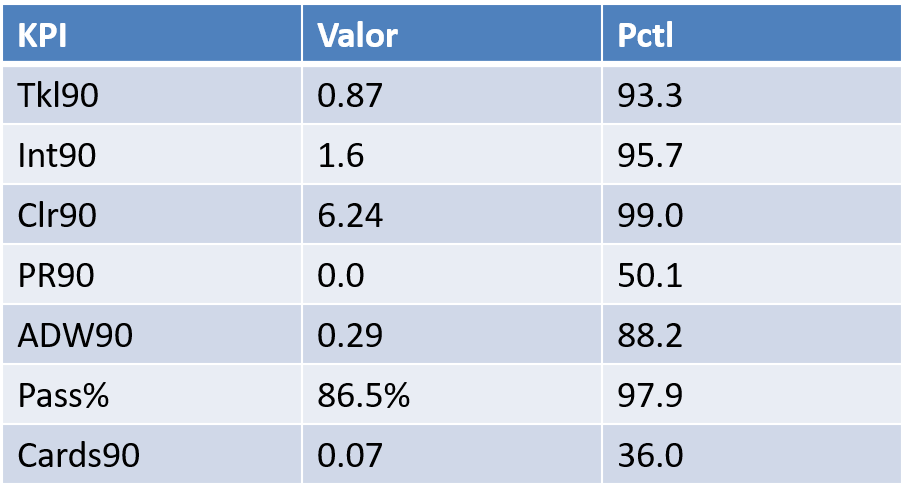 KPI Valor Pctl
Tkl90 0.87 93.3
Int90 1.6 95.7
Clr90 6.24 99.0
PR90 0.0 50.1
ADW90 0.29 88.2
Pass% 86.5% 97.9
Cards90 0.07 36.0